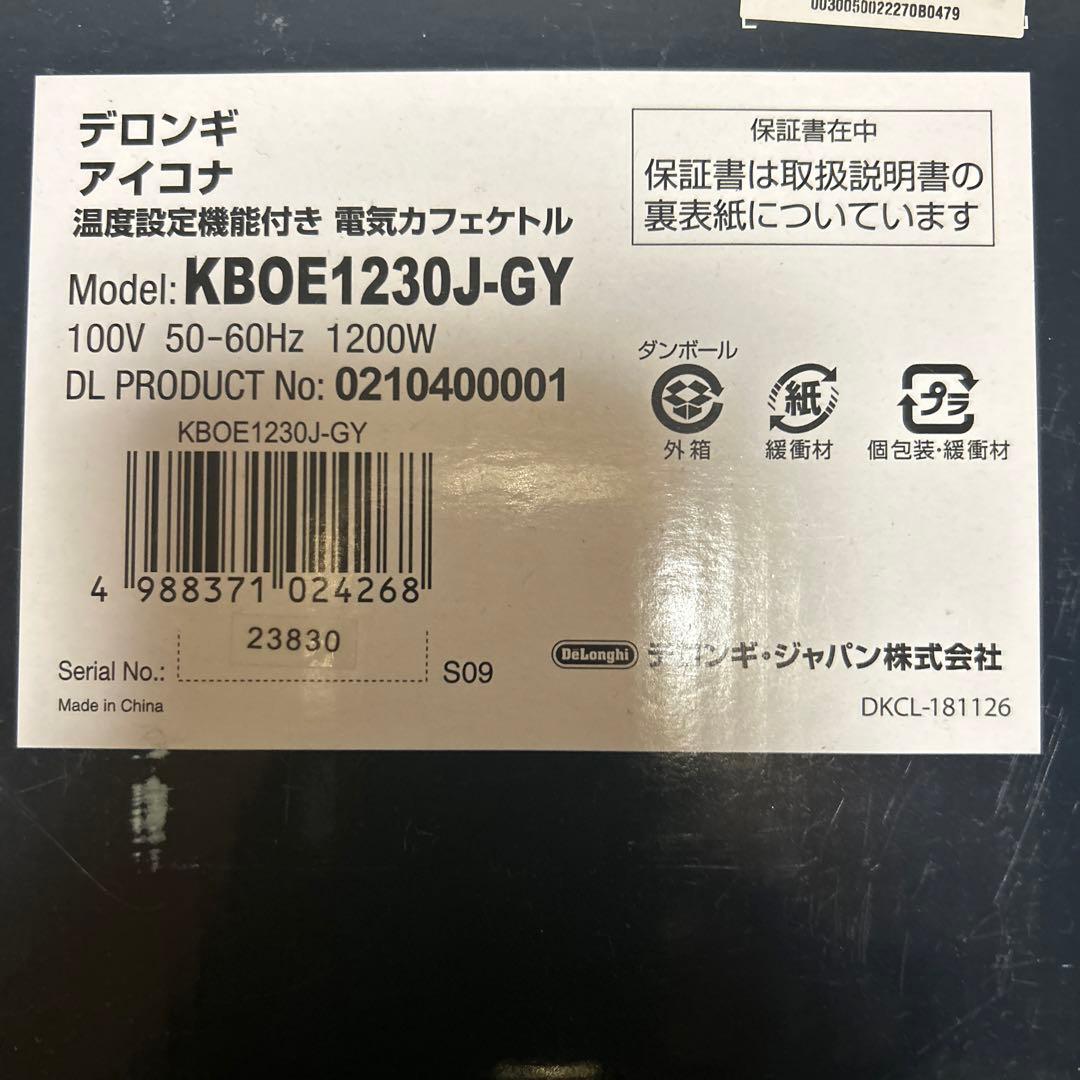 0030050022270B0479
デロンギ
アイコナ
温度設定機能付き 電気カフェケトル
Model: KBOE1230J-GY
100V 50-60Hz 1200W
DL PRODUCT No: 0210400001
KBOE1230J-GY
4 988371 024268
23830
Serial No.: S09
Made in China
保証書在中
保証書は取扱説明書の
裏表紙についています
ダンボール
紙
プラ
外箱
緩衝材
個包装・緩衝材
DeLonghi デロンギ・ジャパン株式会社
DKCL-181126